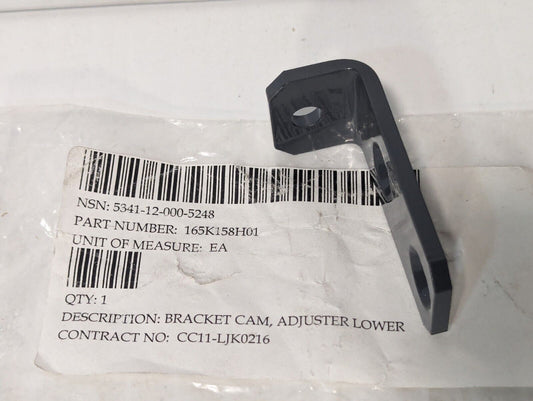 NSN: 5341-12-000-5248
PART NUMBER: 165K158H01
UNIT OF MEASURE: EA
QTY: 1
DESCRIPTION: BRACKET CAM, ADJUSTER LOWER
CONTRACT NO: CC11-LJK0216